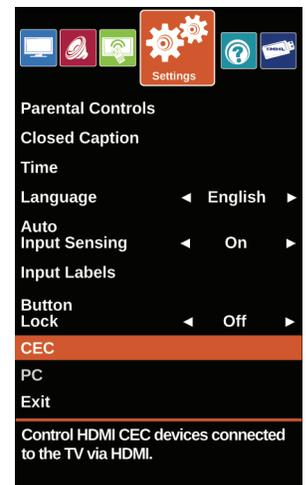 Settings
Parental Controls
Closed Caption
Time
Language ◄ English ►
Auto
Input Sensing ◄ On ►
Input Labels
Button
Lock ◄ Off ►
CEC
PC
Exit
Control HDMI CEC devices connected
to the TV via HDMI.